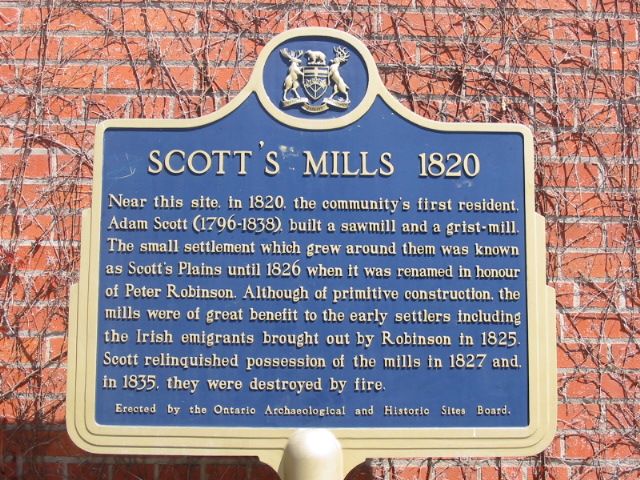 SCOTT'S MILLS 1820
Near this site, in 1820, the community's first resident,
Adam Scott (1796-1838), built a sawmill and a grist-mill.
The small settlement which grew around them was known
as Scott's Plains until 1826 when it was renamed in honour
of Peter Robinson. Although of primitive construction, the
mills were of great benefit to the early settlers including
the Irish emigrants brought out by Robinson in 1825.
Scott relinquished possession of the mills in 1827 and,
in 1835, they were destroyed by fire.
Erected by the Ontario Archaeological and Historic Sites Board.